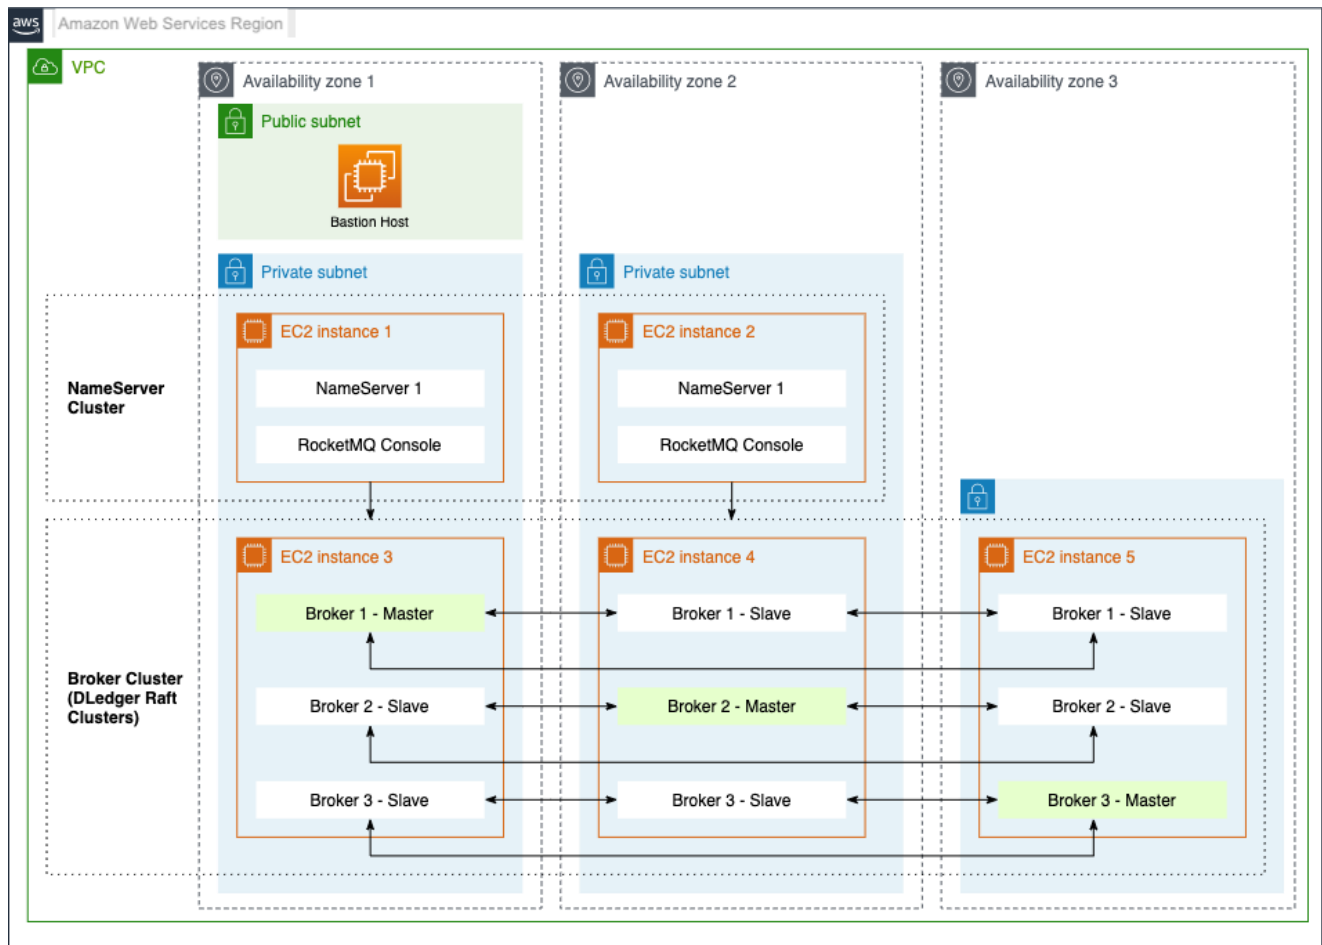 aws
Amazon Web Services Region
VPC
Availability zone 1
Availability zone 2
Availability zone 3
Public subnet
Bastion Host
Private subnet
Private subnet
EC2 instance 1
EC2 instance 2
NameServer
Cluster
NameServer 1
NameServer 1
RocketMQ Console
RocketMQ Console
EC2 instance 3
EC2 instance 4
EC2 instance 5
Broker 1 - Master
Broker 1 - Slave
Broker 1 - Slave
Broker Cluster
(DLedger Raft
Clusters)
Broker 2 - Slave
Broker 2 - Master
Broker 2 - Slave
Broker 3 - Slave
Broker 3 - Slave
Broker 3 - Master